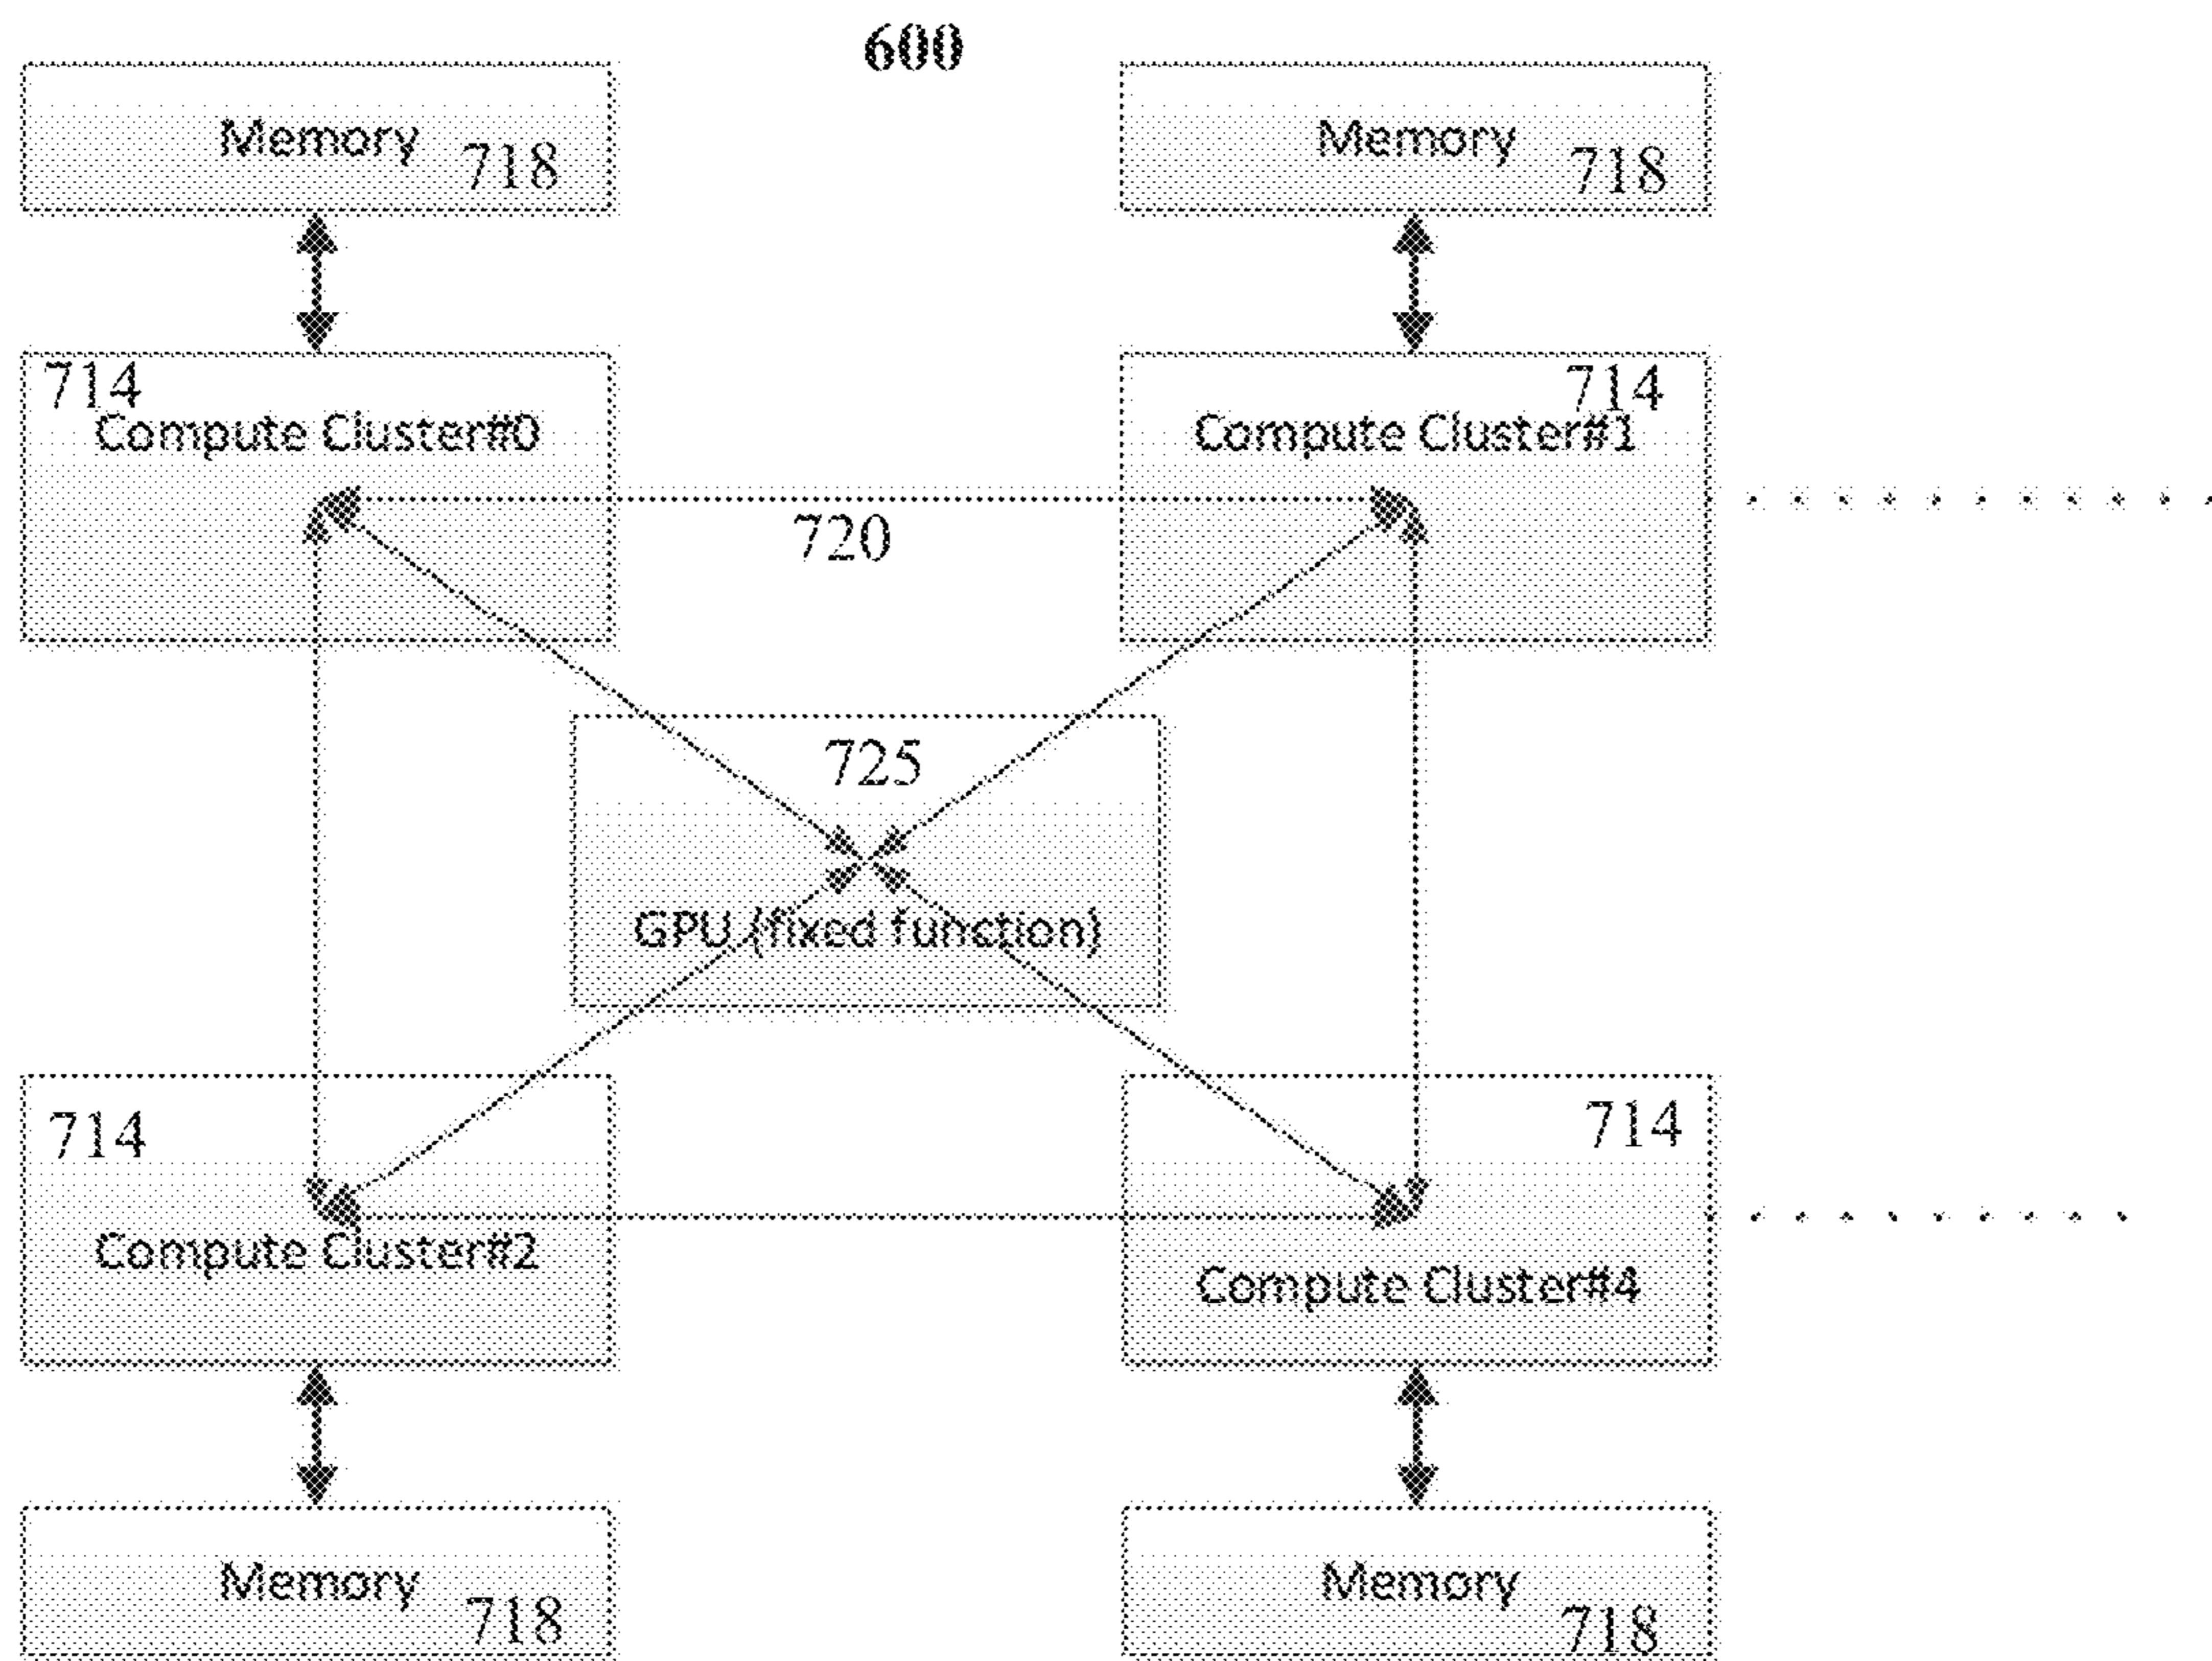 600
Memory
718
Memory
718
714
Compute Cluster#0
714
Compute Cluster#1
720
725
GPU (fixed function)
714
Compute Cluster#2
714
Compute Cluster#4
Memory
718
Memory
718